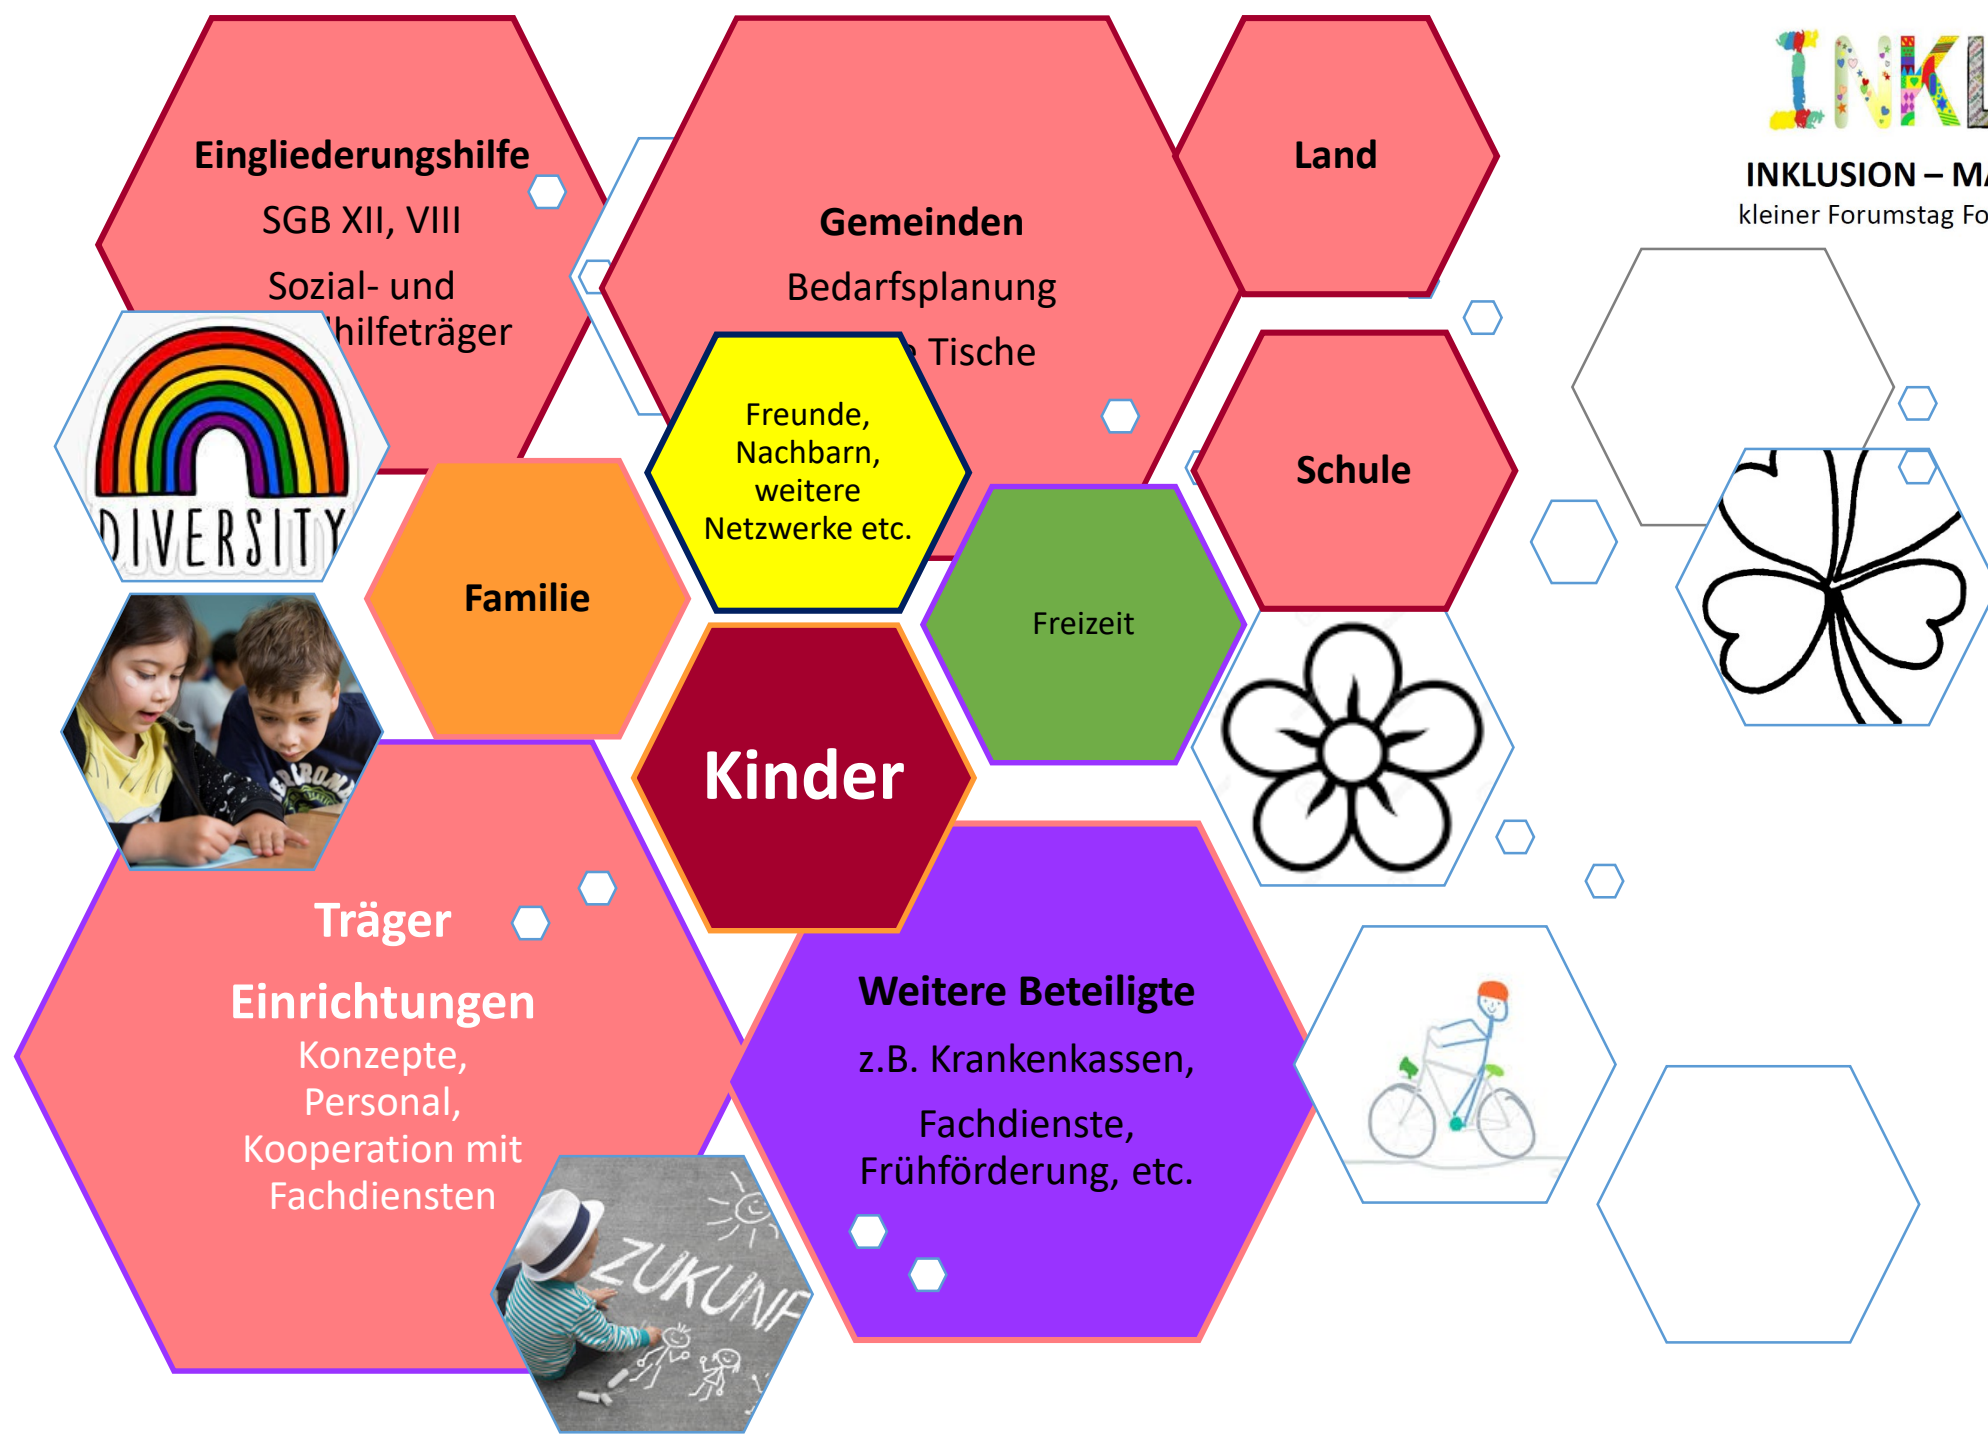 Eingliederungshilfe
SGB XII, VIII
Sozial- und
hilfeträger
Gemeinden
Bedarfsplanung
Tische
Land
INKL
INKLUSION – MA
kleiner Forumstag Fo
DIVERSITY
Freunde,
Nachbarn,
weitere
Netzwerke etc.
Schule
Familie
Freizeit
Kinder
Träger
Einrichtungen
Konzepte,
Personal,
Kooperation mit
Fachdiensten
Weitere Beteiligte
z.B. Krankenkassen,
Fachdienste,
Frühförderung, etc.
ZUKUNF